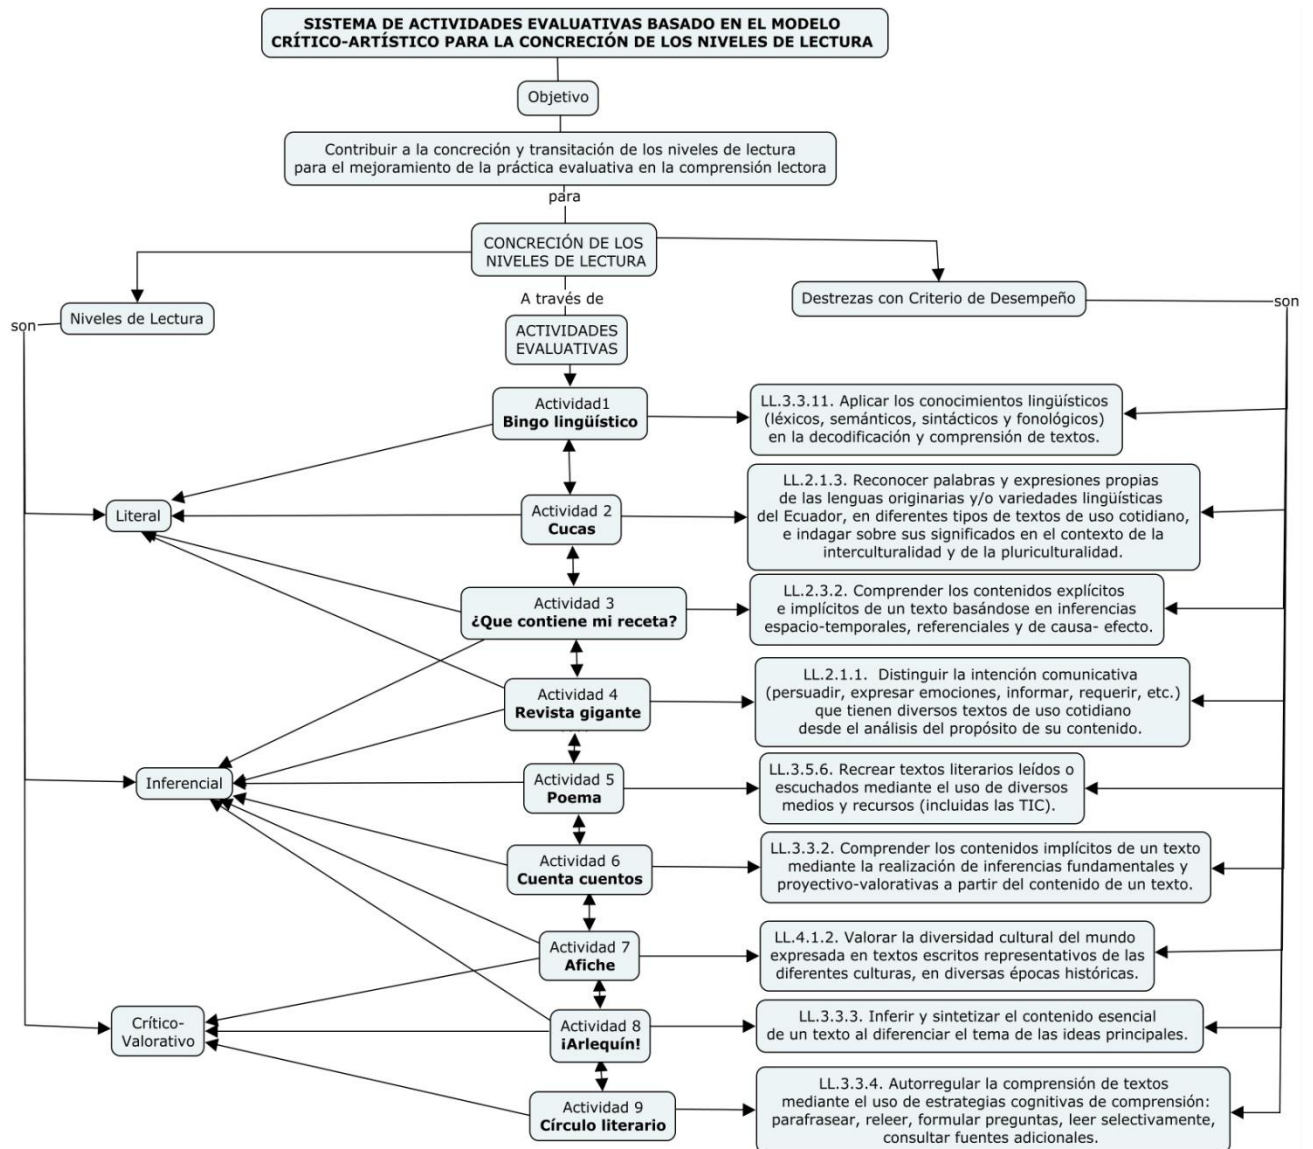 SISTEMA DE ACTIVIDADES EVALUATIVAS BASADO EN EL MODELO
CRÍTICO-ARTÍSTICO PARA LA CONCRECIÓN DE LOS NIVELES DE LECTURA
Objetivo
Contribuir a la concreción y transitación de los niveles de lectura
para el mejoramiento de la práctica evaluativa en la comprensión lectora
para
CONCRECIÓN DE LOS
NIVELES DE LECTURA
A través de
Niveles de Lectura
son
Destrezas con Criterio de Desempeño
son
ACTIVIDADES
EVALUATIVAS
Actividad1
Bingo lingüístico
LL.3.3.11. Aplicar los conocimientos lingüísticos
(léxicos, semánticos, sintácticos y fonológicos)
en la decodificación y comprensión de textos.
Literal
Actividad 2
Cucas
LL.2.1.3. Reconocer palabras y expresiones propias
de las lenguas originarias y/o variedades lingüísticas
del Ecuador, en diferentes tipos de textos de uso cotidiano,
e indagar sobre sus significados en el contexto de la
interculturalidad y de la pluriculturalidad.
Actividad 3
¿Que contiene mi receta?
LL.2.3.2. Comprender los contenidos explícitos
e implícitos de un texto basándose en inferencias
espacio-temporales, referenciales y de causa- efecto.
Actividad 4
Revista gigante
LL.2.1.1. Distinguir la intención comunicativa
(persuadir, expresar emociones, informar, requerir, etc.)
que tienen diversos textos de uso cotidiano
desde el análisis del propósito de su contenido.
Inferencial
Actividad 5
Poema
LL.3.5.6. Recrear textos literarios leídos o
escuchados mediante el uso de diversos
medios y recursos (incluidas las TIC).
Actividad 6
Cuenta cuentos
LL.3.3.2. Comprender los contenidos implícitos de un texto
mediante la realización de inferencias fundamentales y
proyectivo-valorativas a partir del contenido de un texto.
Actividad 7
Afiche
LL.4.1.2. Valorar la diversidad cultural del mundo
expresada en textos escritos representativos de las
diferentes culturas, en diversas épocas históricas.
Crítico-
Valorativo
Actividad 8
¡Arlequín!
LL.3.3.3. Inferir y sintetizar el contenido esencial
de un texto al diferenciar el tema de las ideas principales.
Actividad 9
Círculo literario
LL.3.3.4. Autorregular la comprensión de textos
mediante el uso de estrategias cognitivas de comprensión:
parafrasear, releer, formular preguntas, leer selectivamente,
consultar fuentes adicionales.